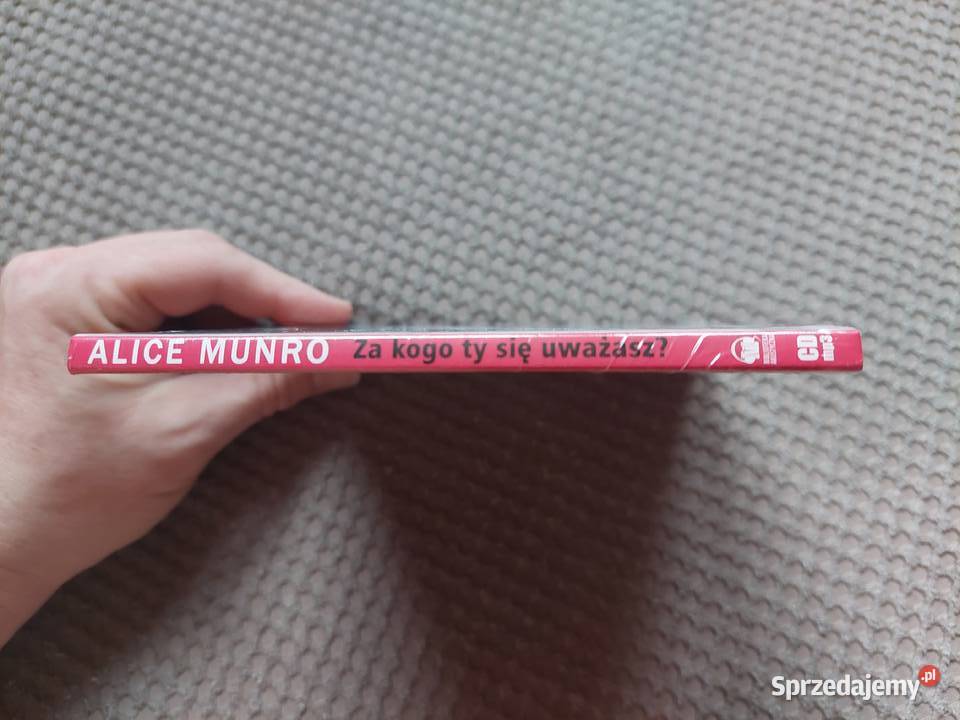 ALICE MUNRO Za kogo ty się uważasz? CD mp3
Sprzedajemy.pl